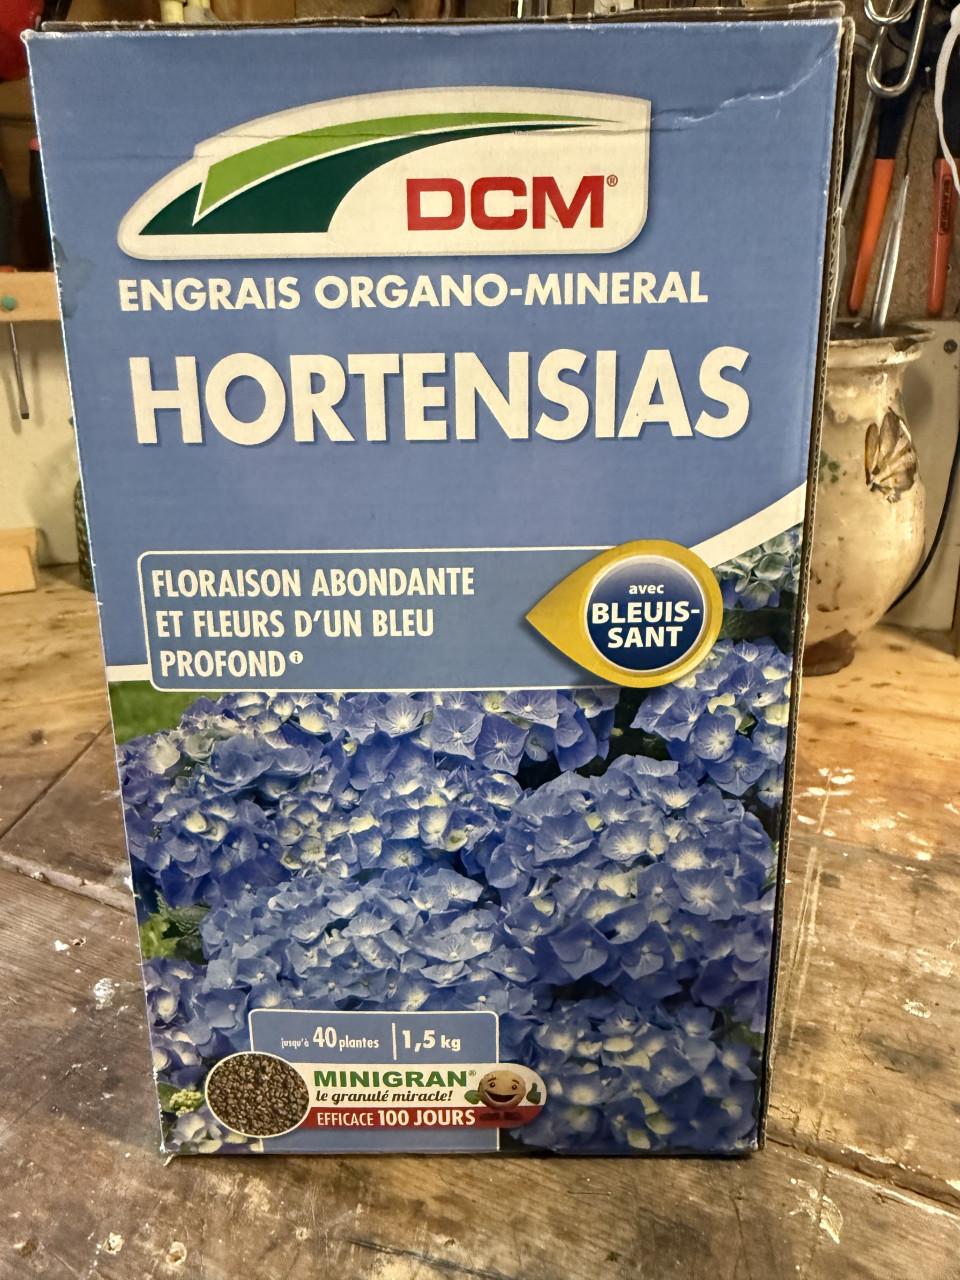 DCM®
ENGRAIS ORGANO-MINERAL
HORTENSIAS
FLORAISON ABONDANTE
ET FLEURS D'UN BLEU
PROFOND
avec
BLEUIS-
SANT
jusqu'à 40 plantes | 1,5 kg
MINIGRAN®
le granulé miracle!
EFFICACE 100 JOURS